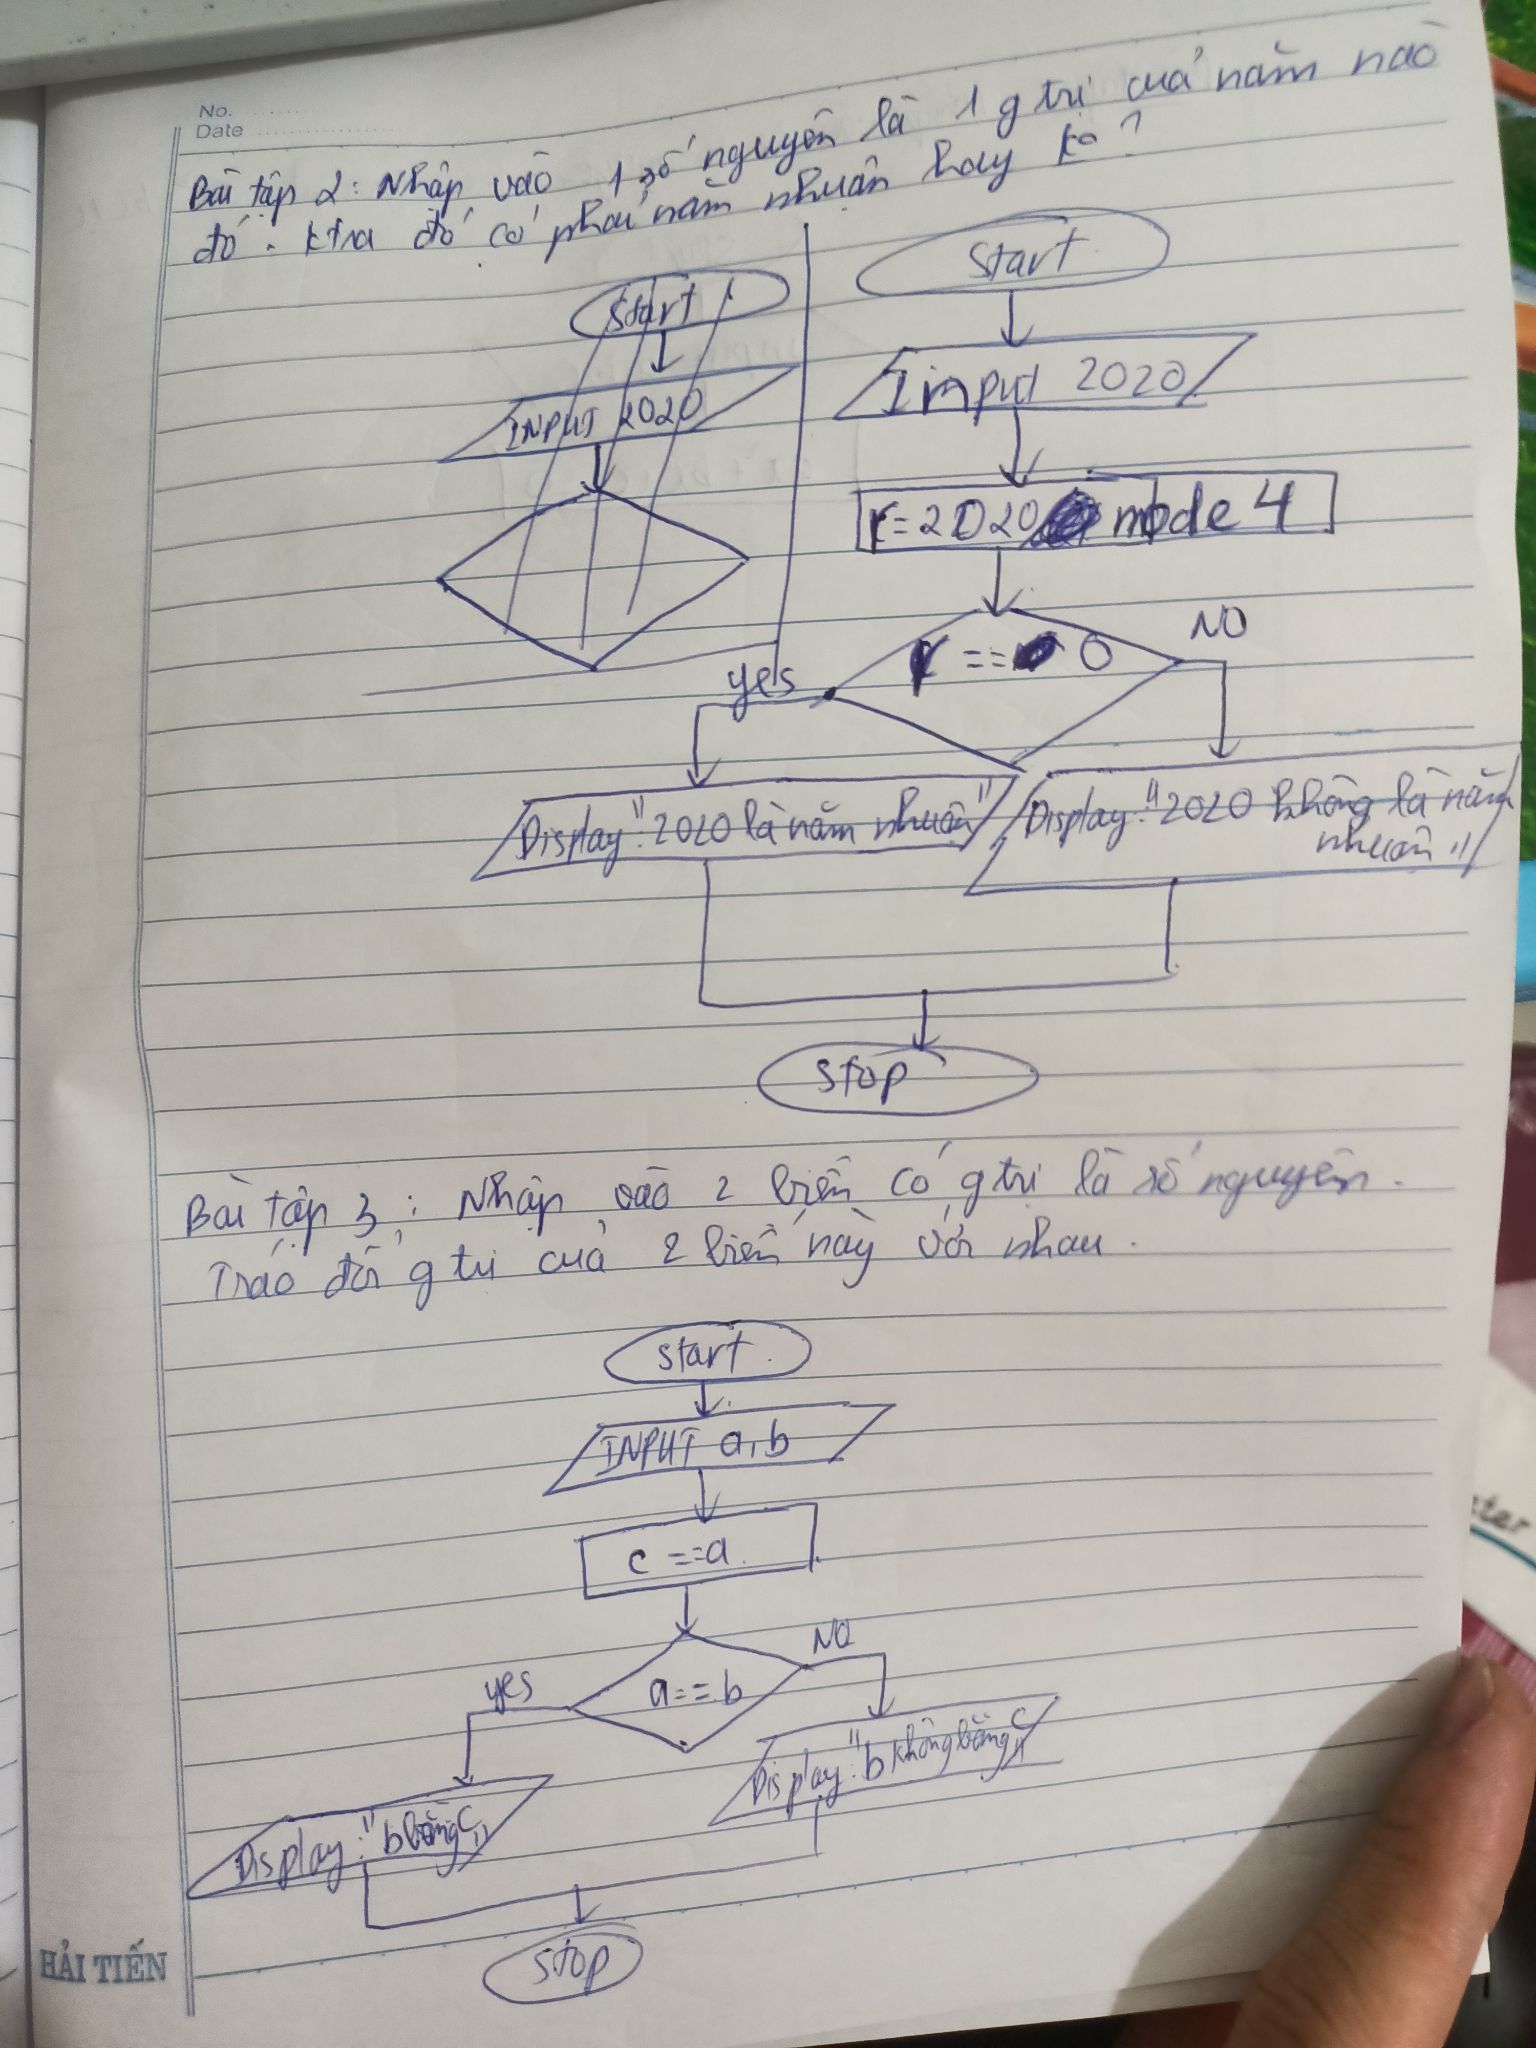 No.
Date
Bài tập 2: Nhập vào 1 số nguyên là 1 g trị của năm nào
đó. ktra đó có phải năm nhuận hay ko?
Start
INPUT 2020
Start
Input 2020
r = 2020 mode 4
r == 0
yes
NO
Display: "2020 là năm nhuận"
Display: "2020 không là năm
nhuận"
Stop
Bài tập 3: Nhập vào 2 biến có g trị là số nguyên.
Tráo đổi g trị của 2 biến này với nhau.
start
INPUT a, b
c == a
a == b
yes
NO
Display: "b bằng c"
Display: "b không bằng c"
stop
HẢI TIẾN